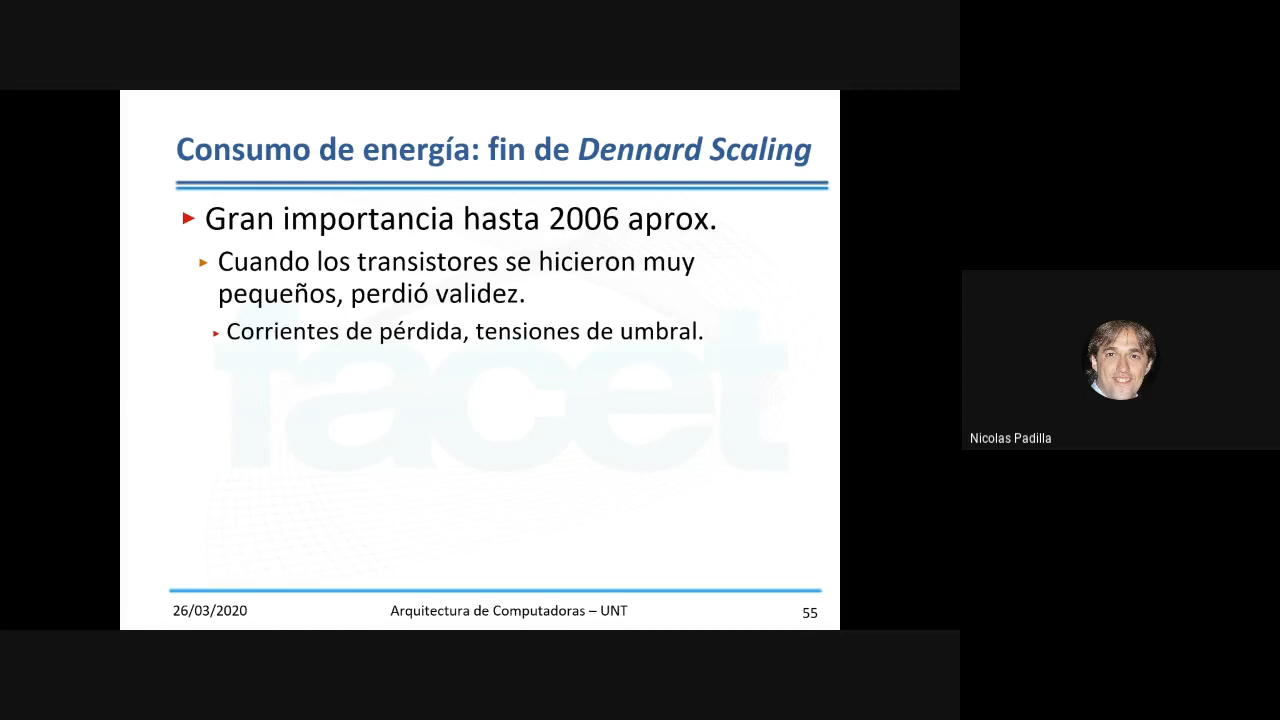 Consumo de energía: fin de Dennard Scaling
Gran importancia hasta 2006 aprox.
Cuando los transistores se hicieron muy
pequeños, perdió validez.
Corrientes de pérdida, tensiones de umbral.
facet
26/03/2020
Arquitectura de Computadoras – UNT
55
Nicolas Padilla